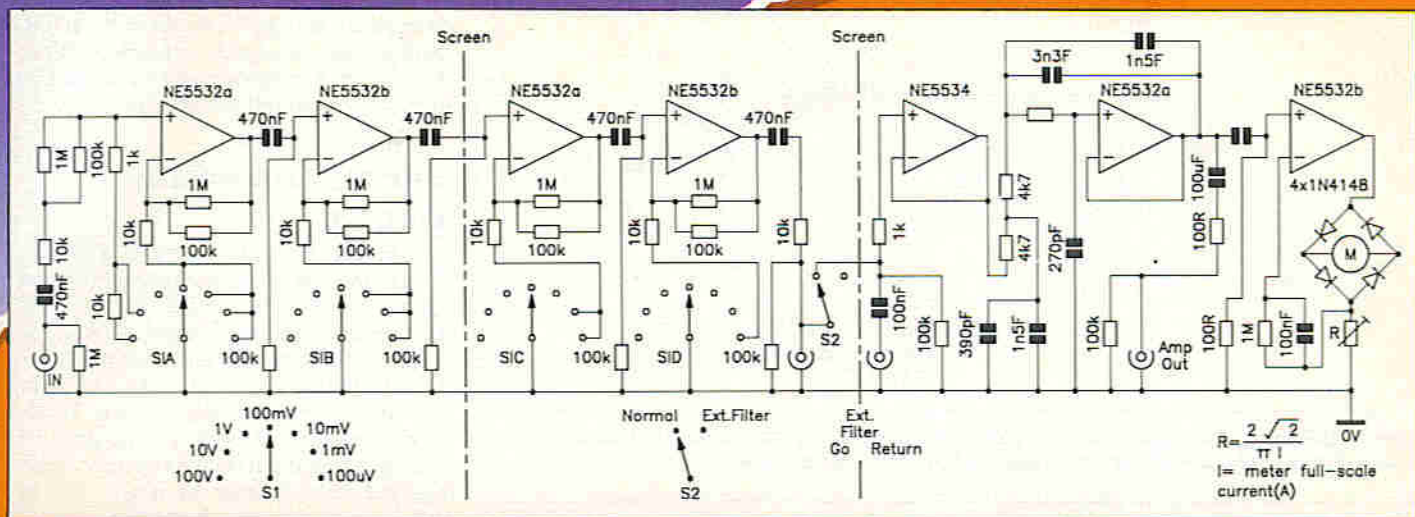 Screen
Screen
3n3F
1n5F
NE5532a
NE5532b
NE5532a
NE5532b
NE5534
NE5532a
NE5532b
470nF
470nF
470nF
470nF
1M
100k
1k
10k
470nF
1M
IN
10k
10k
1M
100k
SIA
100k
10k
1M
100k
SIB
100k
10k
1M
100k
SIC
100k
10k
1M
100k
SID
100k
10k
S2
1k
100nF
100k
4k7
4k7
390pF
1n5F
270pF
100uF
100R
100k
Amp
Out
100R
1M
100nF
4x1N4148
M
R
0V
100mV
1V
10mV
10V
1mV
100V
100uV
S1
Normal
Ext.Filter
S2
Ext.
Filter
Go Return
R=2 √2
π I
I= meter full-scale
current(A)